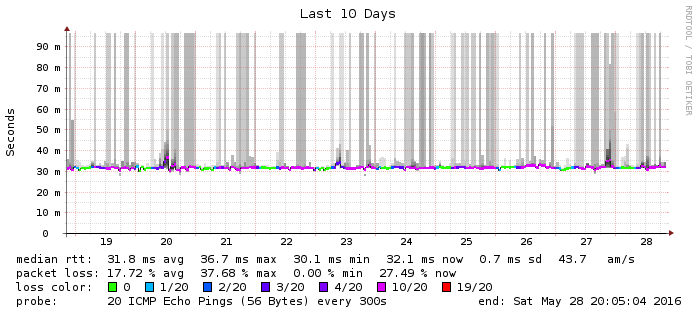 Last 10 Days
RRDTOOL / TOBI OETIKER
Seconds
90 m
80 m
70 m
60 m
50 m
40 m
30 m
20 m
10 m
0
19 20 21 22 23 24 25 26 27 28
median rtt: 31.8 ms avg 36.7 ms max 30.1 ms min 32.1 ms now 0.7 ms sd 43.7 am/s
packet loss: 17.72 % avg 37.68 % max 0.00 % min 27.49 % now
loss color: 0 1/20 2/20 3/20 4/20 10/20 19/20
probe: 20 ICMP Echo Pings (56 Bytes) every 300s end: Sat May 28 20:05:04 2016